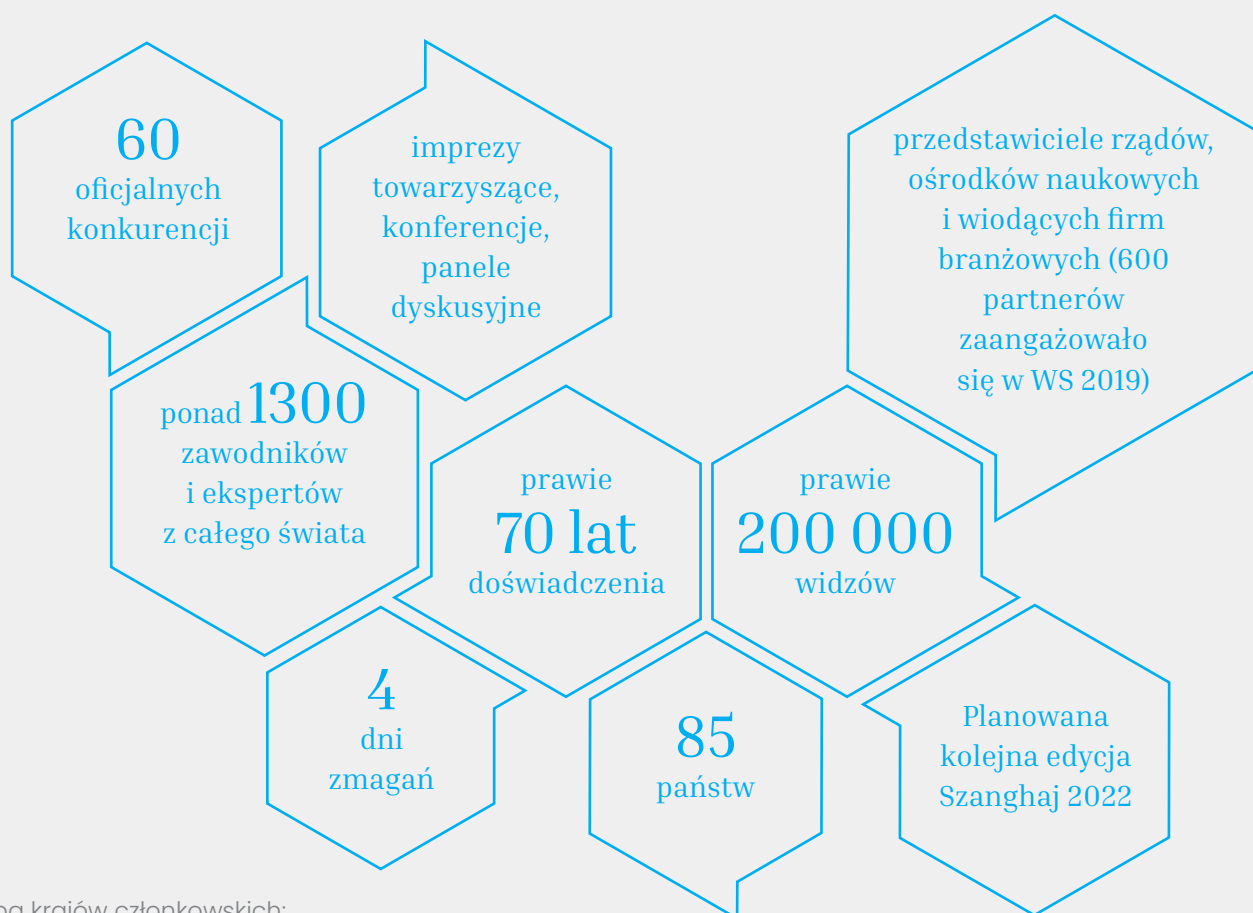 60
oficjalnych
konkurencji
imprezy
towarzyszące,
konferencje,
panele
dyskusyjne
przedstawiciele rządów,
ośrodków naukowych
i wiodących firm
branżowych (600
partnerów
zaangażowało
się w WS 2019)
ponad 1300
zawodników
i ekspertów
z całego świata
prawie
70 lat
doświadczenia
prawie
200 000
widzów
4
dni
zmagań
85
państw
Planowana
kolejna edycja
Szanghaj 2022
krajów członkowskich: